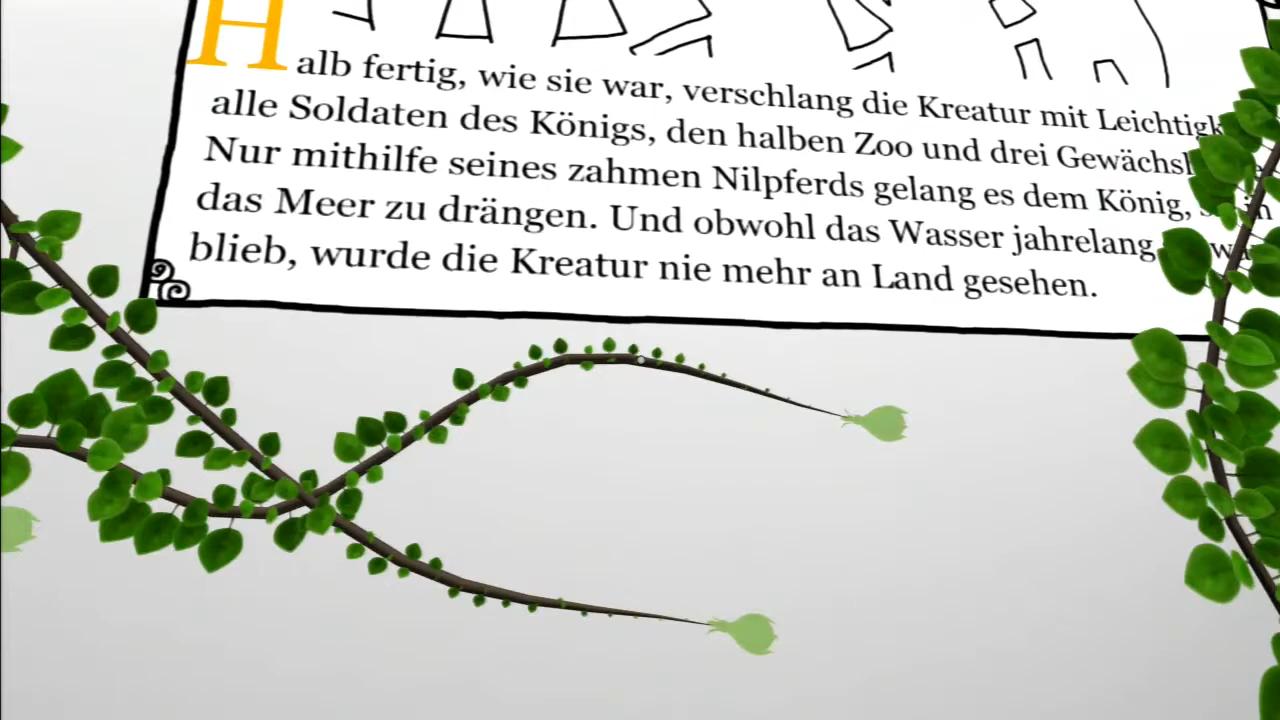 Halb fertig, wie sie war, verschlang die Kreatur mit
alle Soldaten des Königs, den halben Zoo und drei
Nur mithilfe seines zahmen Nilpferds gelang es dem König,
das Meer zu drängen. Und obwohl das Wasser jahrelang
blieb, wurde die Kreatur nie mehr an Land gesehen.